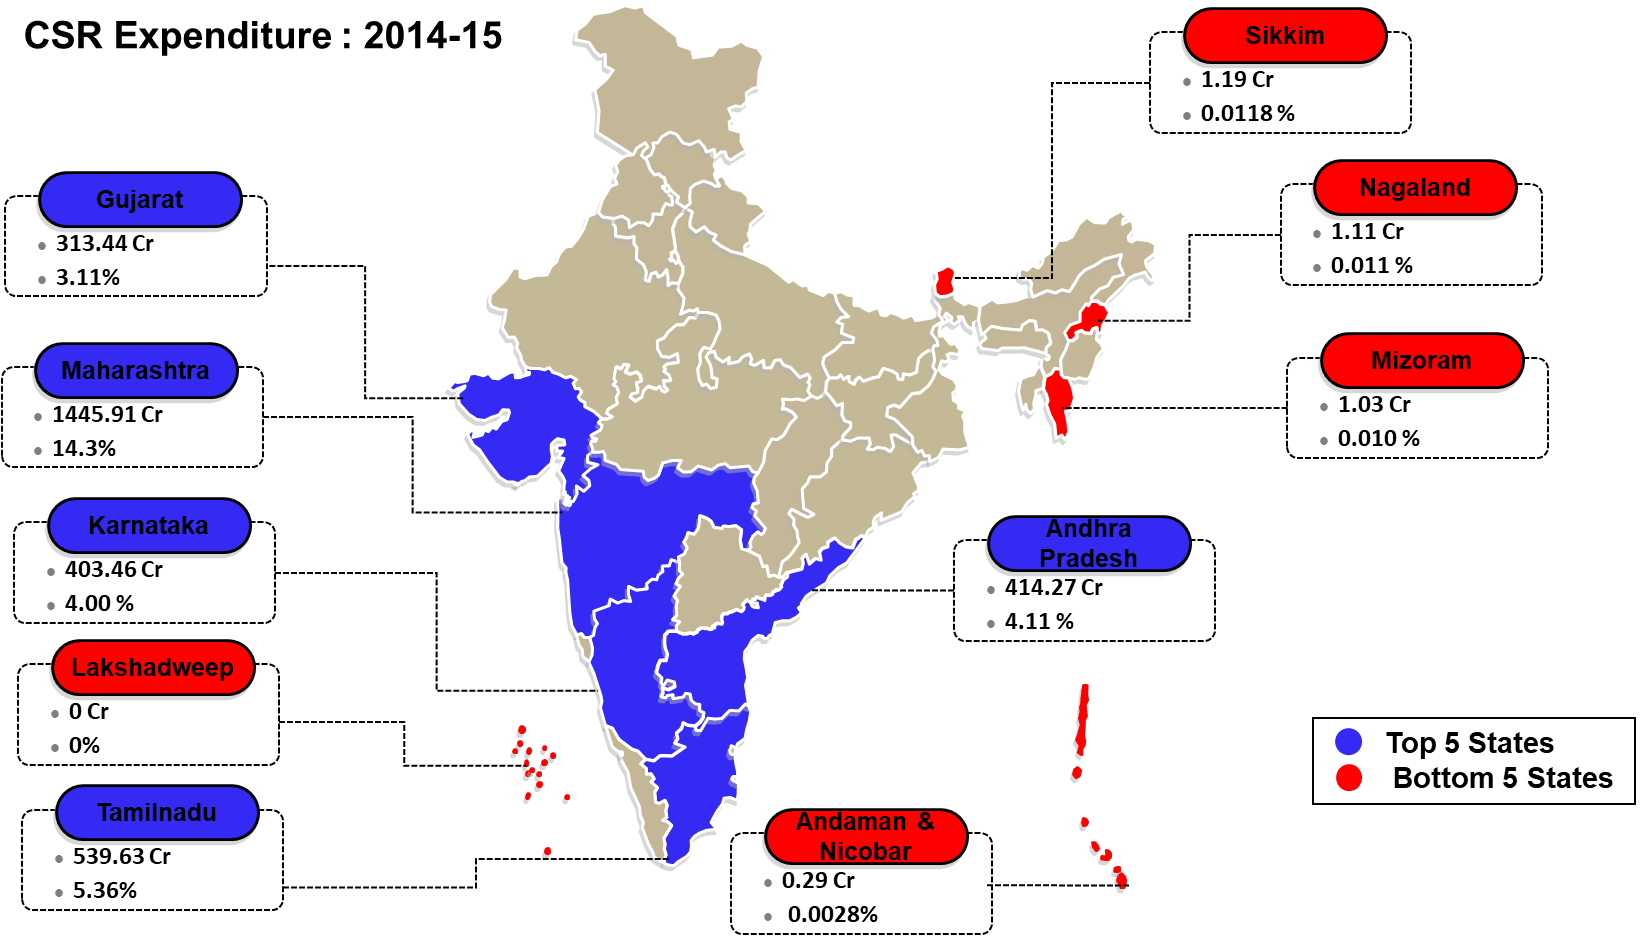 CSR Expenditure : 2014-15
Sikkim
1.19 Cr
0.0118 %
Nagaland
1.11 Cr
0.011 %
Gujarat
313.44 Cr
3.11%
Maharashtra
1445.91 Cr
14.3%
Mizoram
1.03 Cr
0.010 %
Karnataka
403.46 Cr
4.00 %
Andhra
Pradesh
414.27 Cr
4.11 %
Lakshadweep
0 Cr
0%
Tamilnadu
539.63 Cr
5.36%
Andaman &
Nicobar
0.29 Cr
0.0028%
Top 5 States
Bottom 5 States